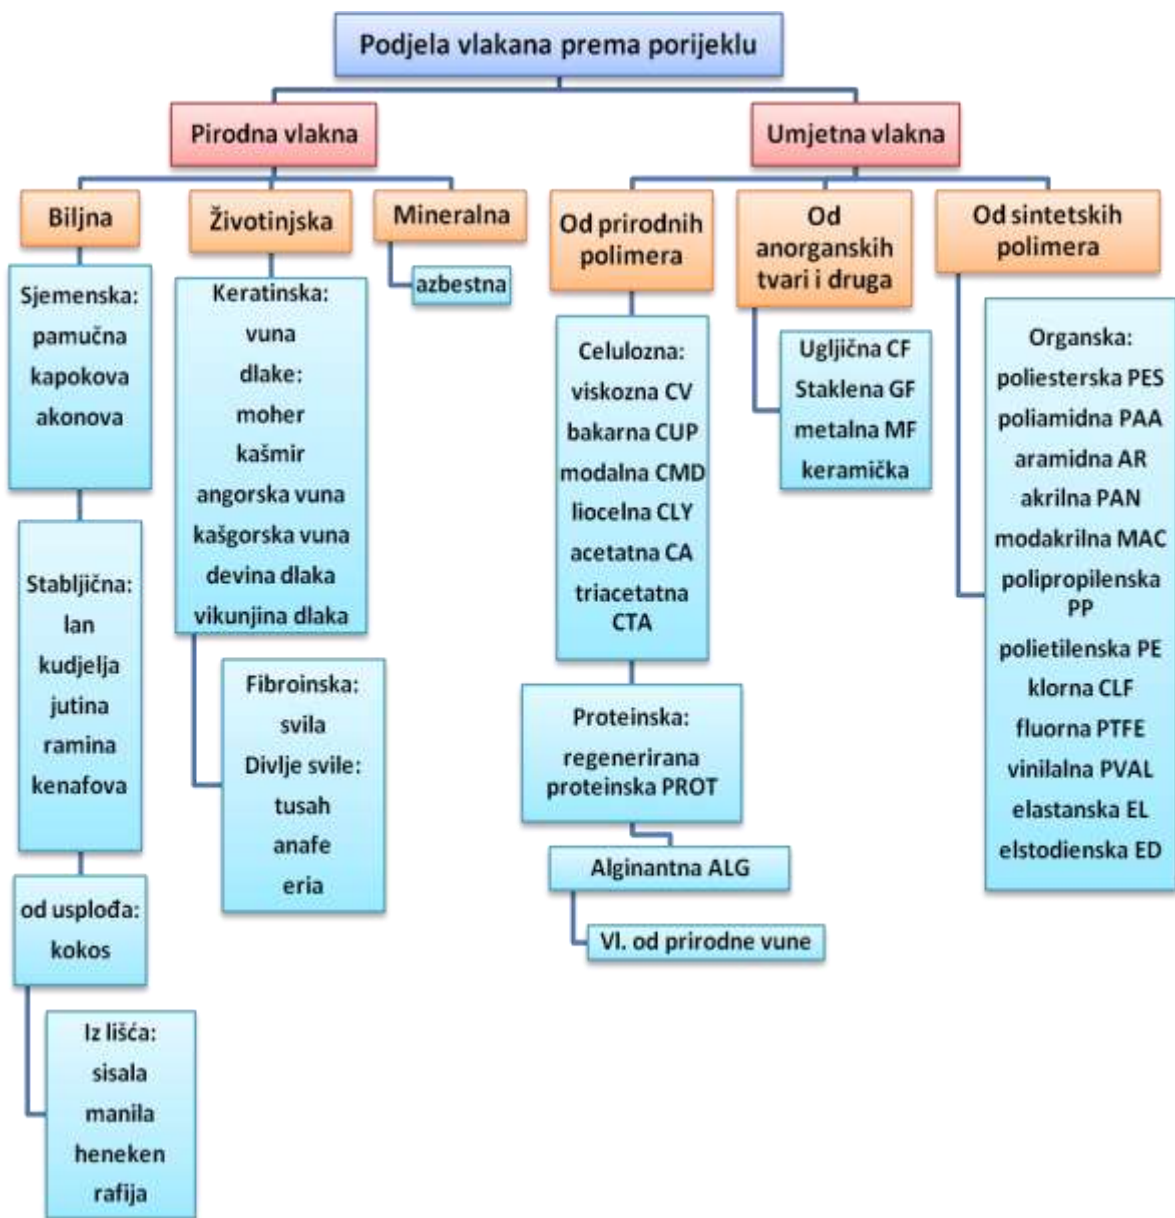 Podjela vlakana prema porijeklu
Pirodna vlakna
Umjetna vlakna
Biljna
Životinjska
Mineralna
Od prirodnih
polimera
Od
anorganskih
tvari i druga
Od sintetskih
polimera
Sjemenska:
pamučna
kapokova
akonova
Stabljična:
lan
kudjelja
jutina
ramina
kenafova
od usplođa:
kokos
Iz lišća:
sisala
manila
heneken
rafija
Keratinska:
vuna
dlake:
moher
kašmir
angorska vuna
kašgorska vuna
devina dlaka
vikunjina dlaka
Fibroinska:
svila
Divlje svile:
tusah
anafe
eria
azbestna
Celulozna:
viskozna CV
bakarna CUP
modalna CMD
liocelna CLY
acetatna CA
triacetatna
CTA
Proteinska:
regenerirana
proteinska PROT
Alginantna ALG
Vl. od prirodne vune
Ugljična CF
Staklena GF
metalna MF
keramička
Organska:
poliesterska PES
poliamidna PAA
aramidna AR
akrilna PAN
modakrilna MAC
polipropilenska
PP
polietilenska PE
klorna CLF
fluorna PTFE
vinilalna PVAL
elastanska EL
elstodienska ED